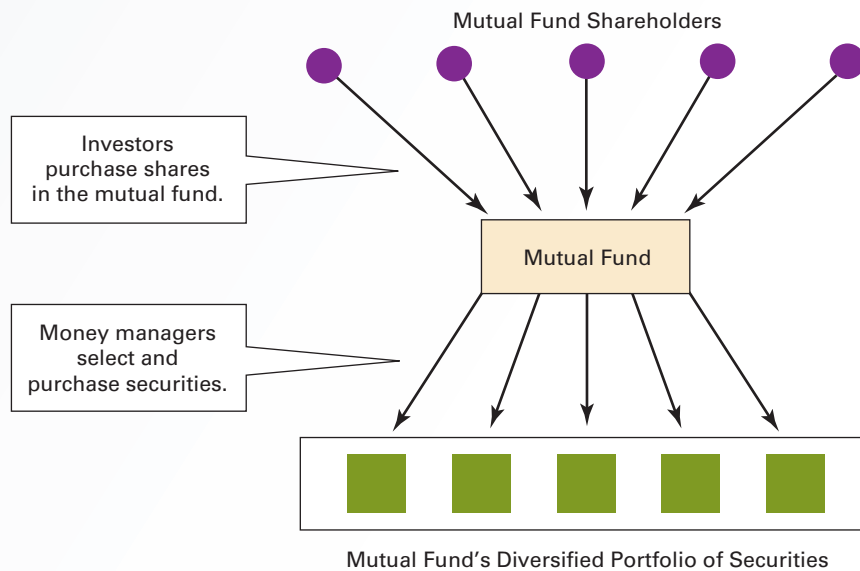 Mutual Fund Shareholders
Investors
purchase shares
in the mutual fund.
Mutual Fund
Money managers
select and
purchase securities.
Mutual Fund’s Diversified Portfolio of Securities